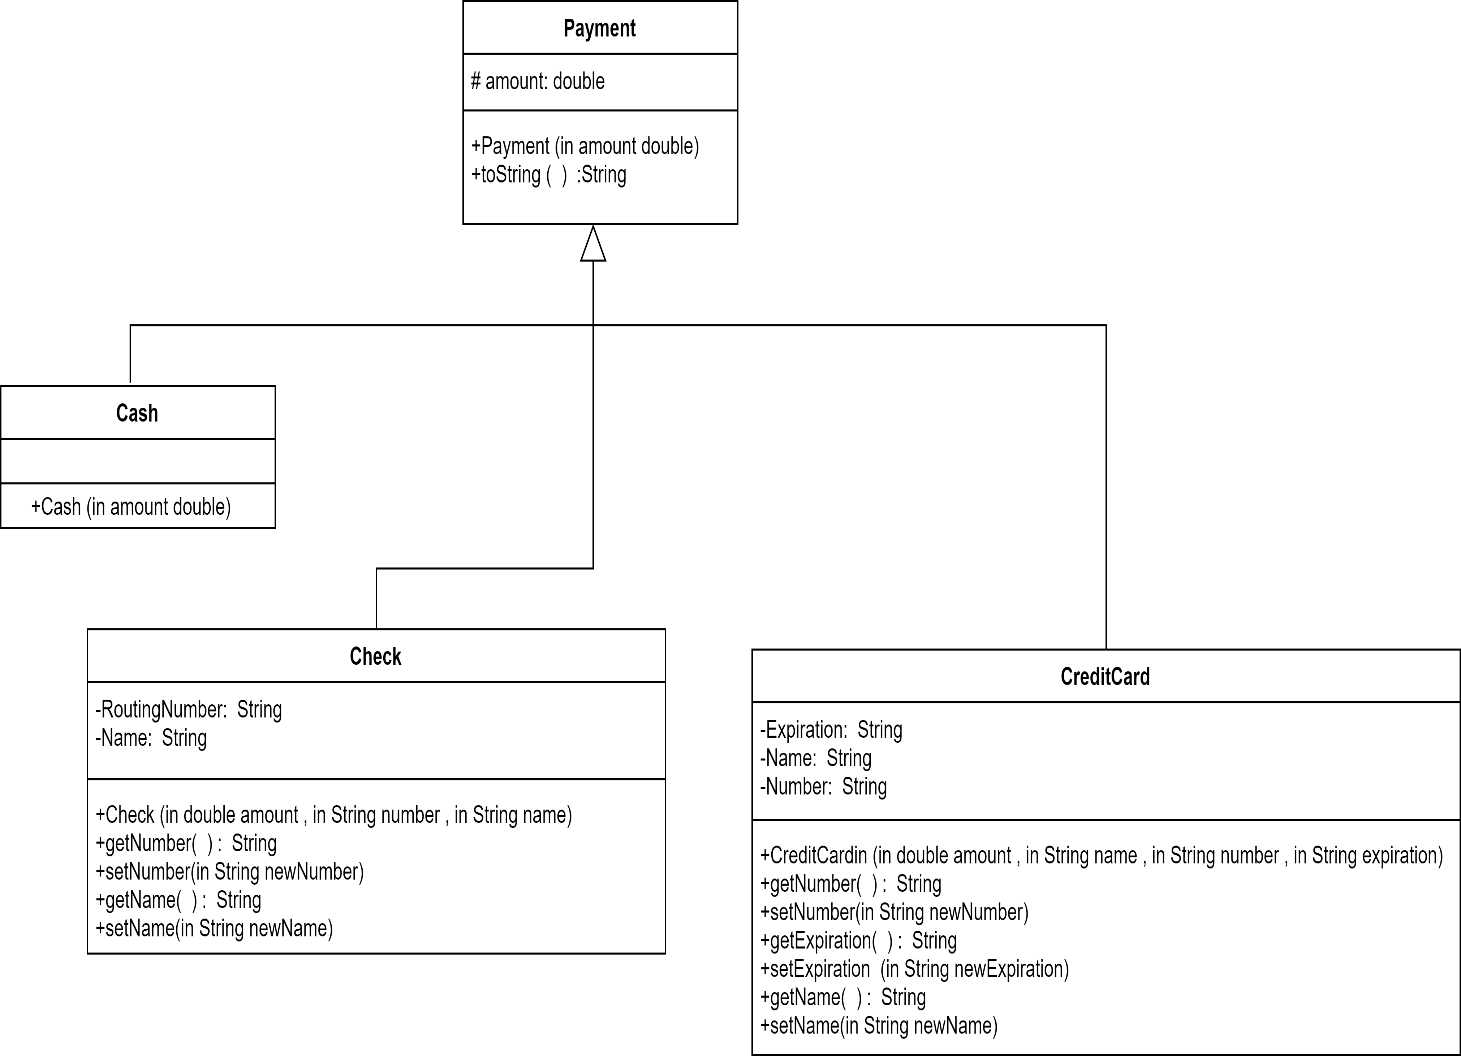 Payment
# amount: double
+Payment (in amount double)
+toString (  )  :String
Cash
+Cash (in amount double)
Check
-RoutingNumber:  String
-Name:  String
+Check (in double amount , in String number , in String name)
+getNumber(  ) :  String
+setNumber(in String newNumber)
+getName(  ) :  String
+setName(in String newName)
CreditCard
-Expiration:  String
-Name:  String
-Number:  String
+CreditCardin (in double amount , in String name , in String number , in String expiration)
+getNumber(  ) :  String
+setNumber(in String newNumber)
+getExpiration(  ) :  String
+setExpiration  (in String newExpiration)
+getName(  ) :  String
+setName(in String newName)